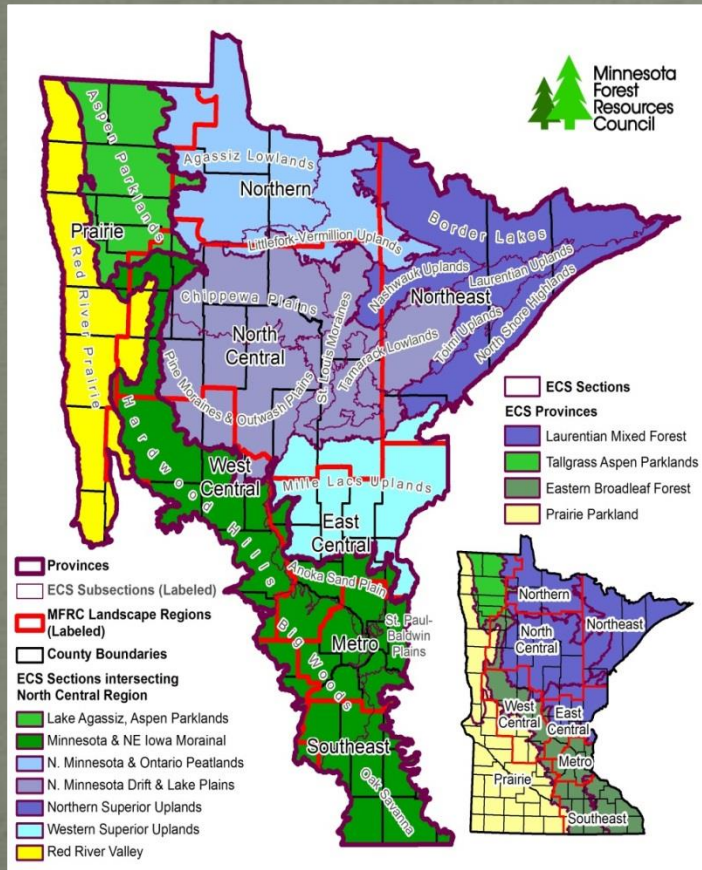 Minnesota
Forest
Resources
Council
Aspen Parklands
Agassiz Lowlands
Northern
Border Lakes
Prairie
Littlefork-Vermillion Uplands
Red River Prairie
Nashwauk Uplands
Laurentian Uplands
Northeast
Chippewa Plains
North
Central
St. Louis Moraines
Tamarack Lowlands
Toimi Uplands
North Shore Highlands
Pine Moraines & Outwash Plains
Hardwood Hills
West
Central
Mille Lacs Uplands
East
Central
Anoka Sand Plain
St. Paul-
Baldwin
Plains
Big Woods
Metro
Southeast
Oak Savanna
ECS Sections
ECS Provinces
Laurentian Mixed Forest
Tallgrass Aspen Parklands
Eastern Broadleaf Forest
Prairie Parkland
Provinces
ECS Subsections (Labeled)
MFRC Landscape Regions
(Labeled)
County Boundaries
ECS Sections intersecting
North Central Region
Lake Agassiz, Aspen Parklands
Minnesota & NE Iowa Morainal
N. Minnesota & Ontario Peatlands
N. Minnesota Drift & Lake Plains
Northern Superior Uplands
Western Superior Uplands
Red River Valley
Northern
Northeast
North
Central
West
Central
East
Central
Metro
Prairie
Southeast